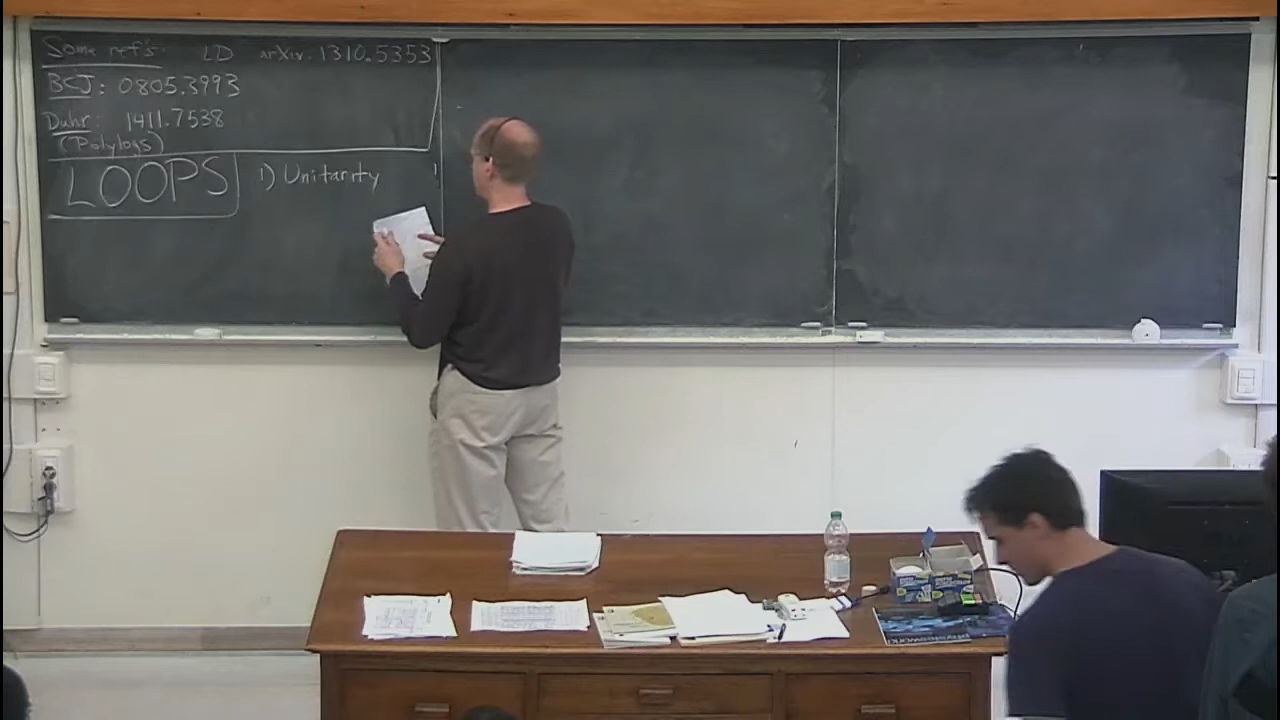 Some ref's: LD arXiv:1310.5353
BCJ: 0805.3993
Duhr: 1411.7538
(Polylogs)
LOOPS 1) Unitarity